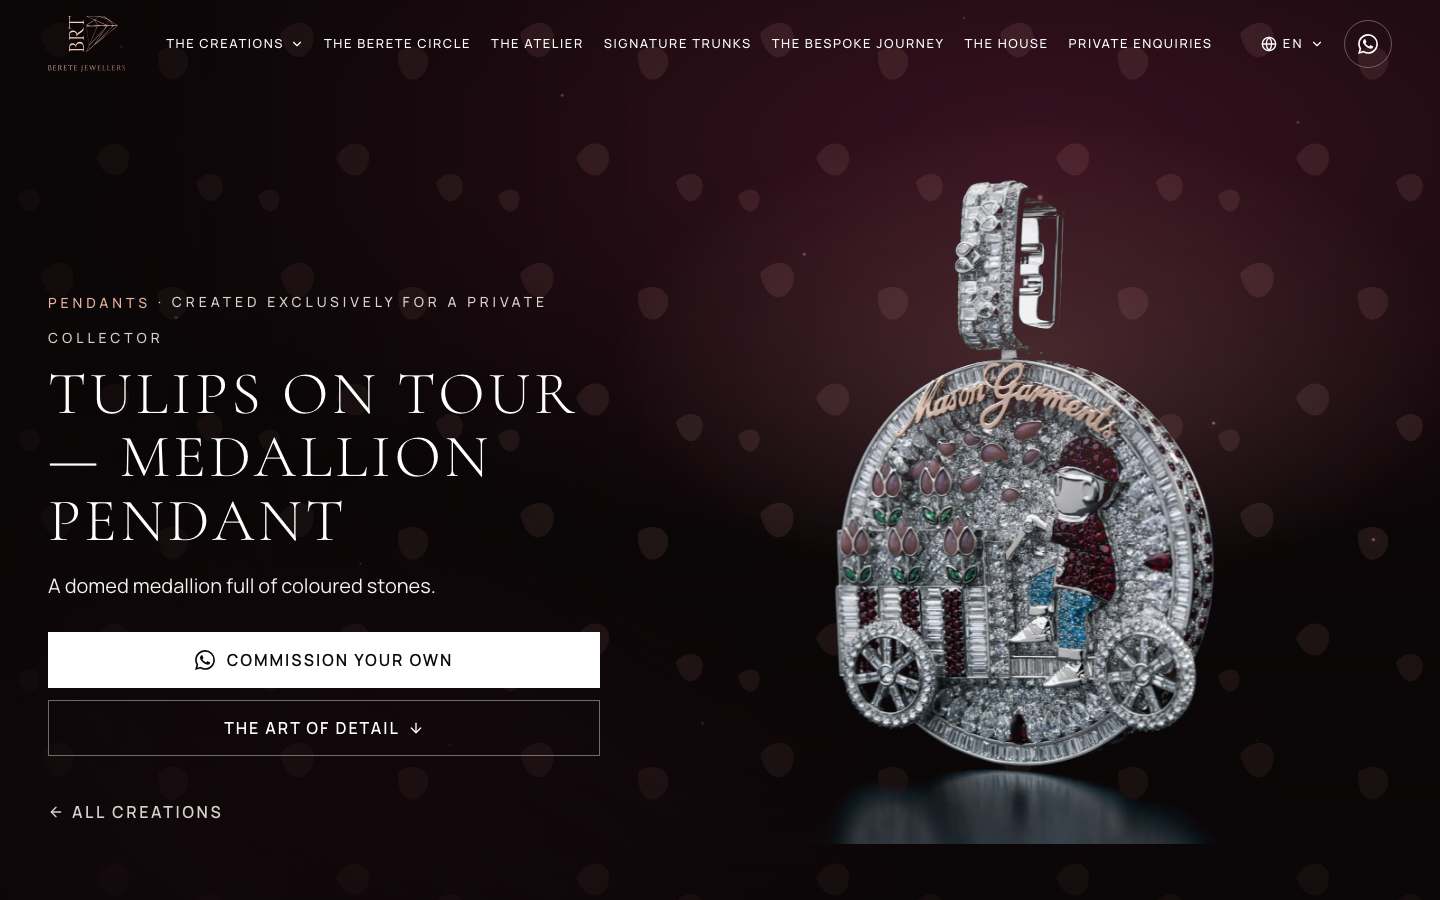 BRT
BERETE JEWELLERS
THE CREATIONS
THE BERETE CIRCLE
THE ATELIER
SIGNATURE TRUNKS
THE BESPOKE JOURNEY
THE HOUSE
PRIVATE ENQUIRIES
EN
PENDANTS · CREATED EXCLUSIVELY FOR A PRIVATE
COLLECTOR
TULIPS ON TOUR
— MEDALLION
PENDANT
A domed medallion full of coloured stones.
COMMISSION YOUR OWN
THE ART OF DETAIL ↓
← ALL CREATIONS
Mason Garments